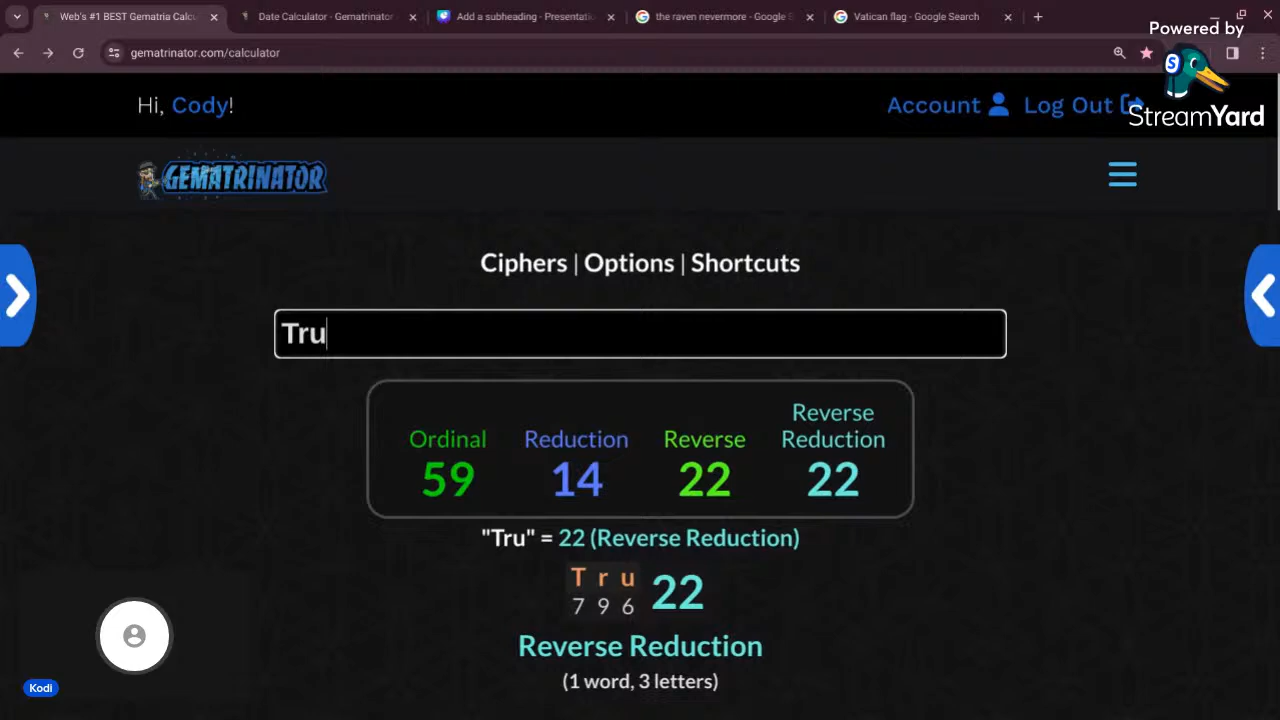 Web's #1 BEST Gematria Calcu
Date Calculator - Gematrinator
Add a subheading - Presentatio
the raven nevermore - Google S
Vatican flag - Google Search
gematrinator.com/calculator
Powered by
StreamYard
Hi, Cody!
Account
Log Out
GEMATRINATOR
Ciphers | Options | Shortcuts
Tru
Ordinal
59
Reduction
14
Reverse
22
Reverse
Reduction
22
"Tru" = 22 (Reverse Reduction)
T r u
7 9 6
22
Reverse Reduction
(1 word, 3 letters)
Kodi